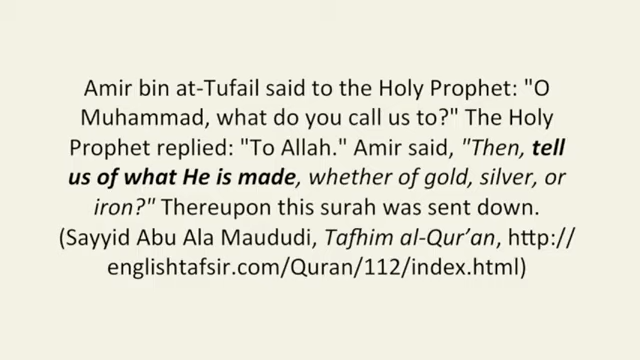 Amir bin at-Tufail said to the Holy Prophet: "O
Muhammad, what do you call us to?" The Holy
Prophet replied: "To Allah." Amir said, "Then, tell
us of what He is made, whether of gold, silver, or
iron?" Thereupon this surah was sent down.
(Sayyid Abu Ala Maududi, Tafhim al-Qur’an, http://
englishtafsir.com/Quran/112/index.html)